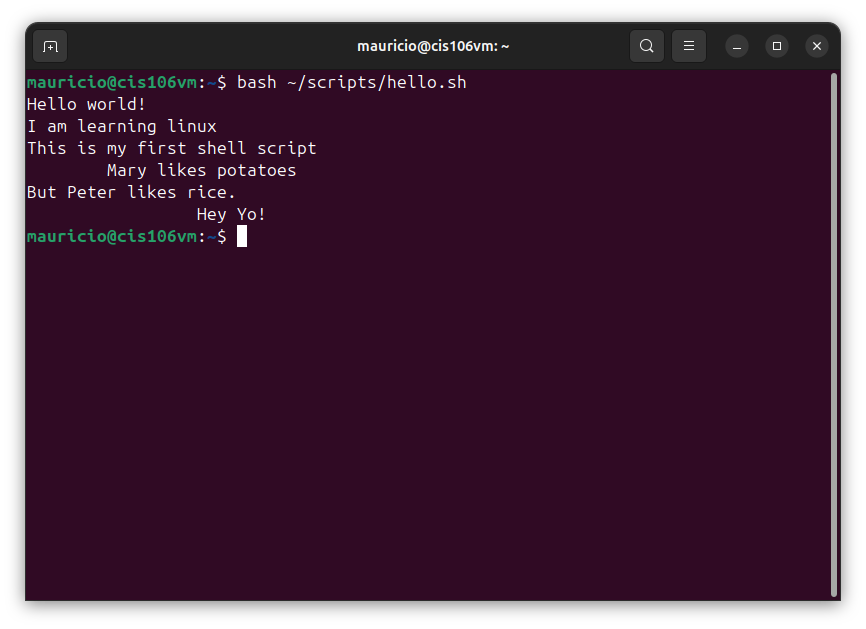 mauricio@cis106vm: ~
mauricio@cis106vm:~$ bash ~/scripts/hello.sh
Hello world!
I am learning linux
This is my first shell script
        Mary likes potatoes
But Peter likes rice.
                 Hey Yo!
mauricio@cis106vm:~$